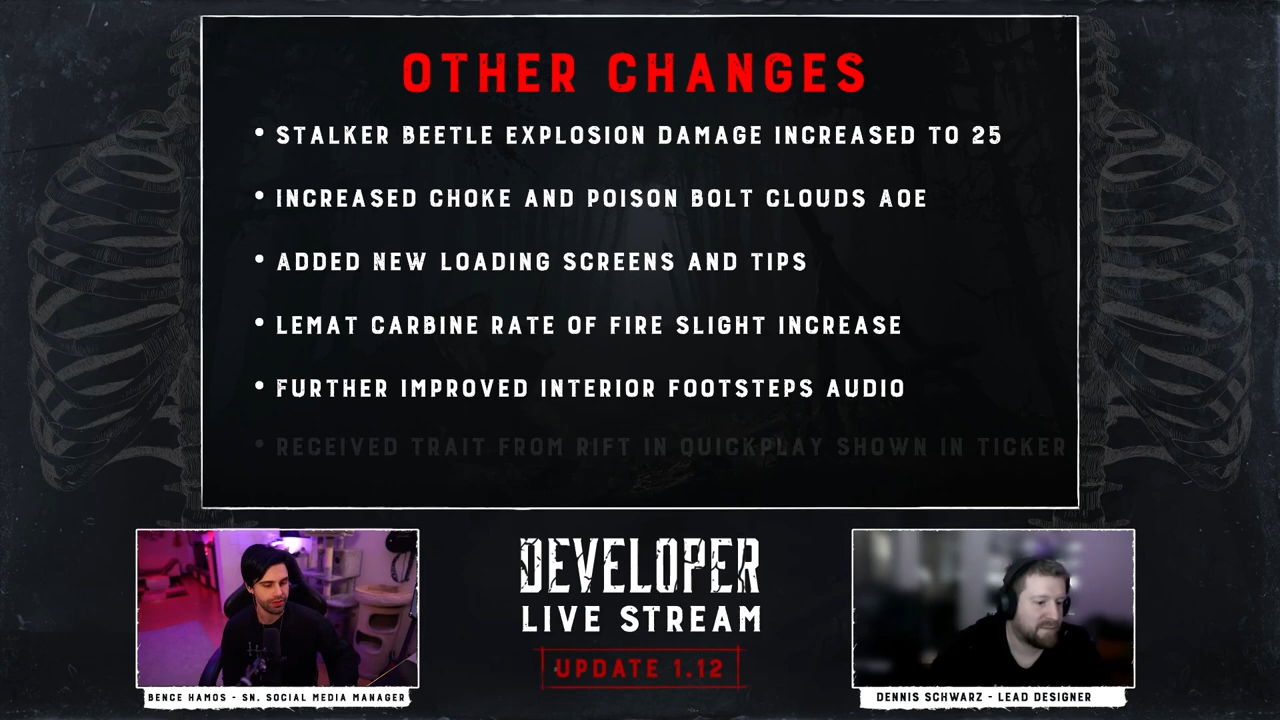 OTHER CHANGES
• STALKER BEETLE EXPLOSION DAMAGE INCREASED TO 25
• INCREASED CHOKE AND POISON BOLT CLOUDS AOE
• ADDED NEW LOADING SCREENS AND TIPS
• LEMAT CARBINE RATE OF FIRE SLIGHT INCREASE
• FURTHER IMPROVED INTERIOR FOOTSTEPS AUDIO
• RECEIVED TRAIT FROM RIFT IN QUICKPLAY SHOWN IN TICKER
DEVELOPER
LIVE STREAM
UPDATE 1.12
BENCE HAMOS - SN. SOCIAL MEDIA MANAGER
DENNIS SCHWARZ - LEAD DESIGNER